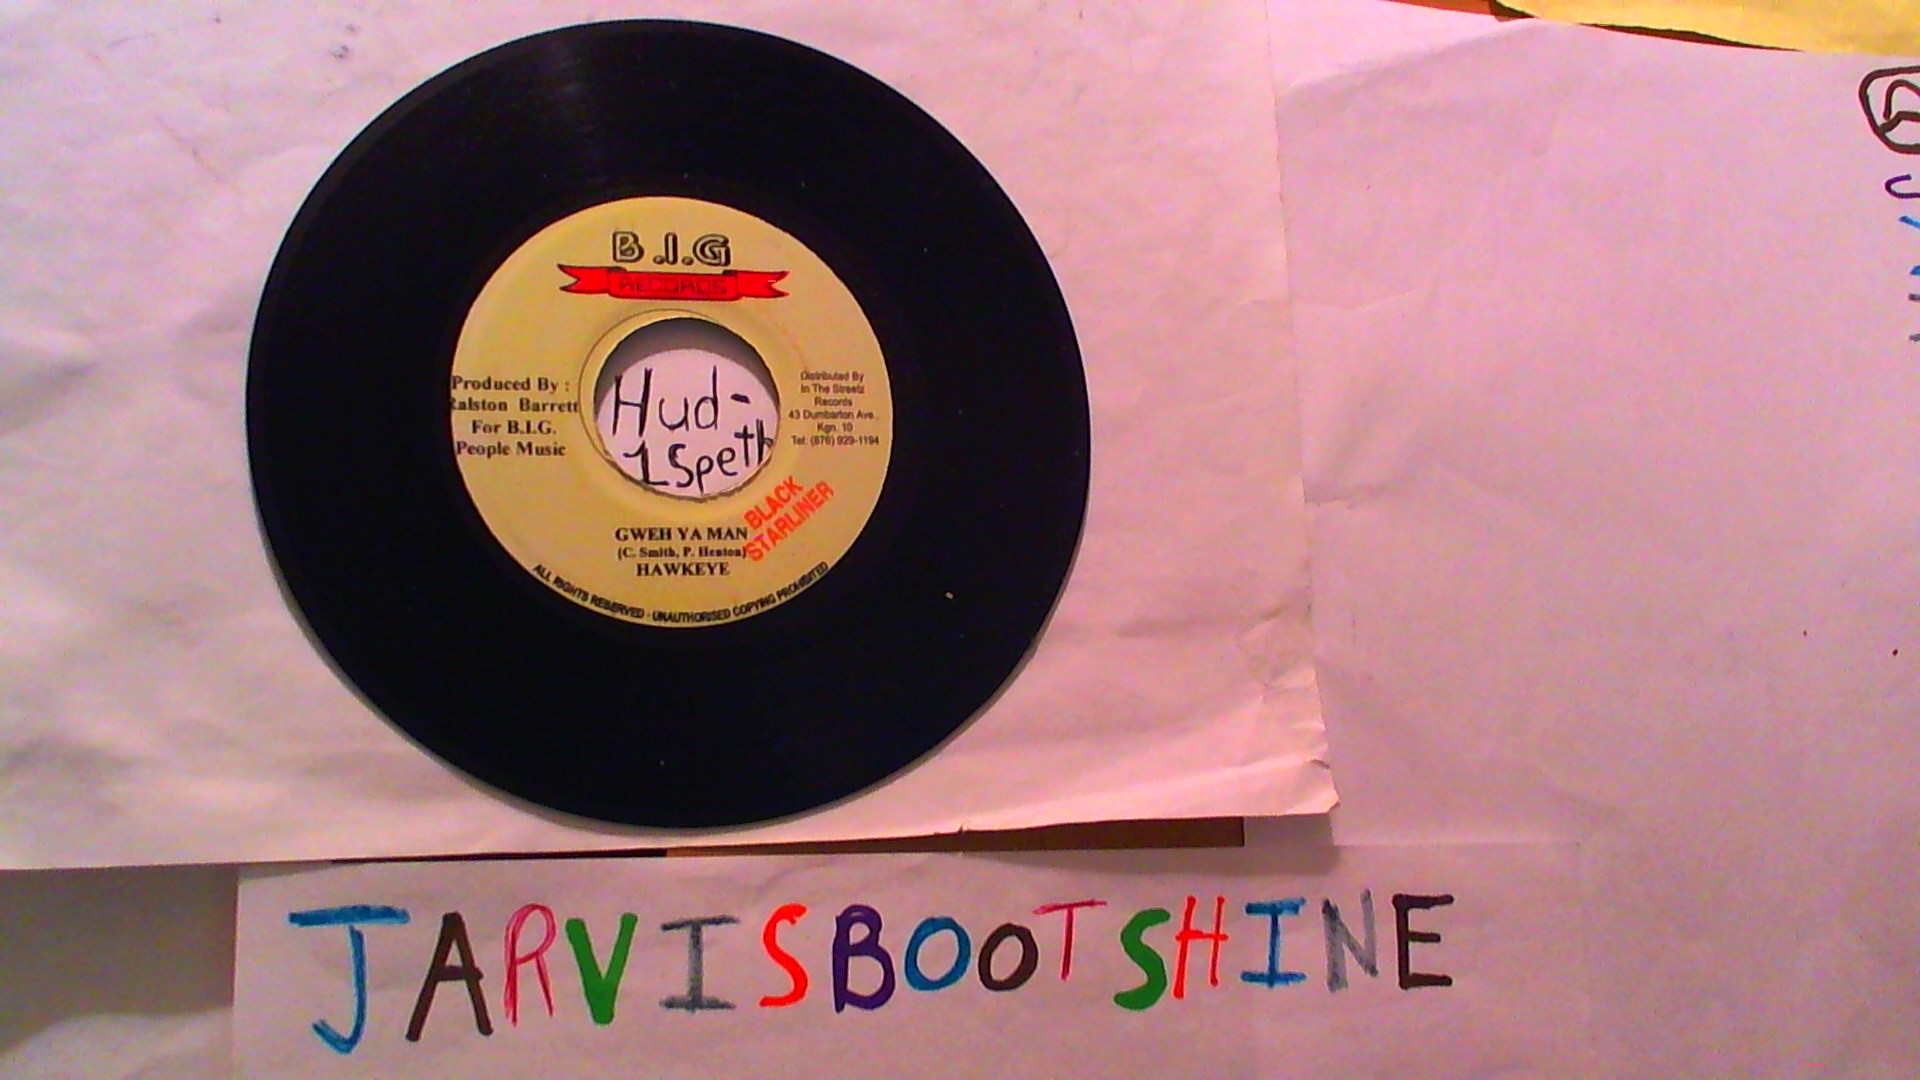 B.I.G
RECORDS
Produced By :
Ralston Barrett
For B.I.G.
People Music
Distributed By
In The Streetz
Records
43 Dumbarton Ave.,
Kgn. 10
Tel: (876) 929-1194
Hud-
1Speth
BLACK
STARLINER
GWEH YA MAN
(C. Smith, P. Henton)
HAWKEYE
ALL RIGHTS RESERVED - UNAUTHORISED COPYING PROHIBITED
JARVISBOOTSHINE